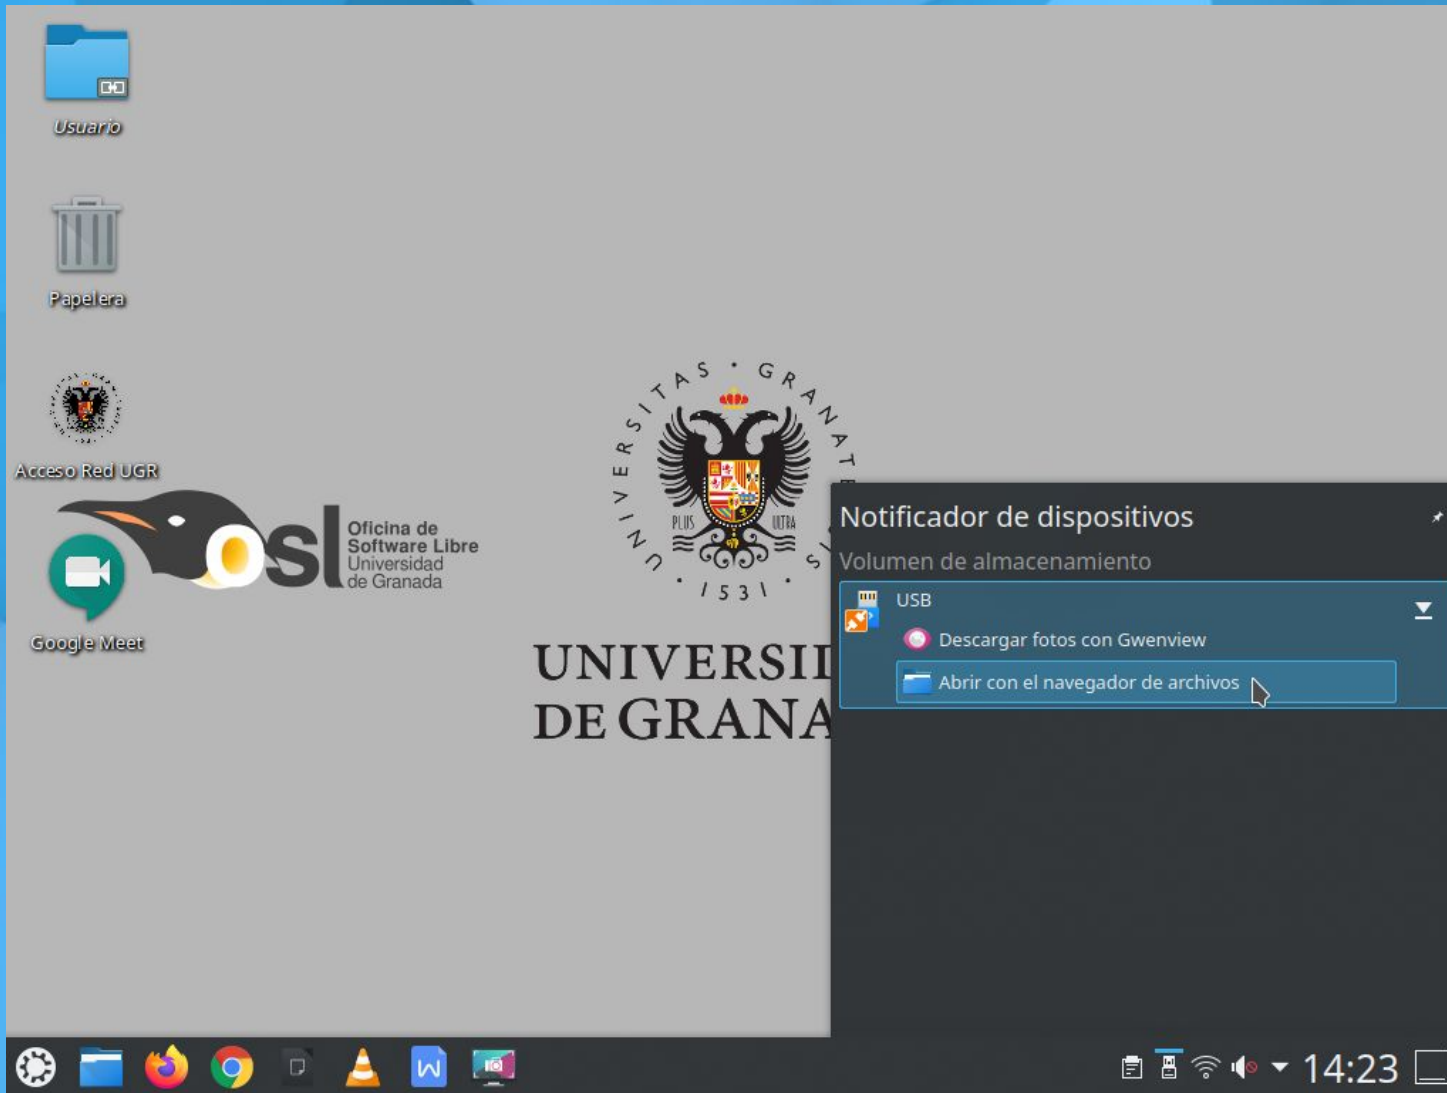 Usuario
Papelera
Acceso Red UGR
Google Meet
osl
Oficina de
Software Libre
Universidad
de Granada
PLUS ULTRA
· 1531 ·
UNIVERSI
DE GRANA
Notificador de dispositivos
Volumen de almacenamiento
USB
Descargar fotos con Gwenview
Abrir con el navegador de archivos
14:23